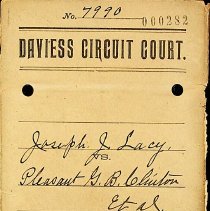 No. 7990
000282
DAVIESS CIRCUIT COURT.
Joseph J. Lacy,
VS.
Pleasant G. B. Clinton
Et al